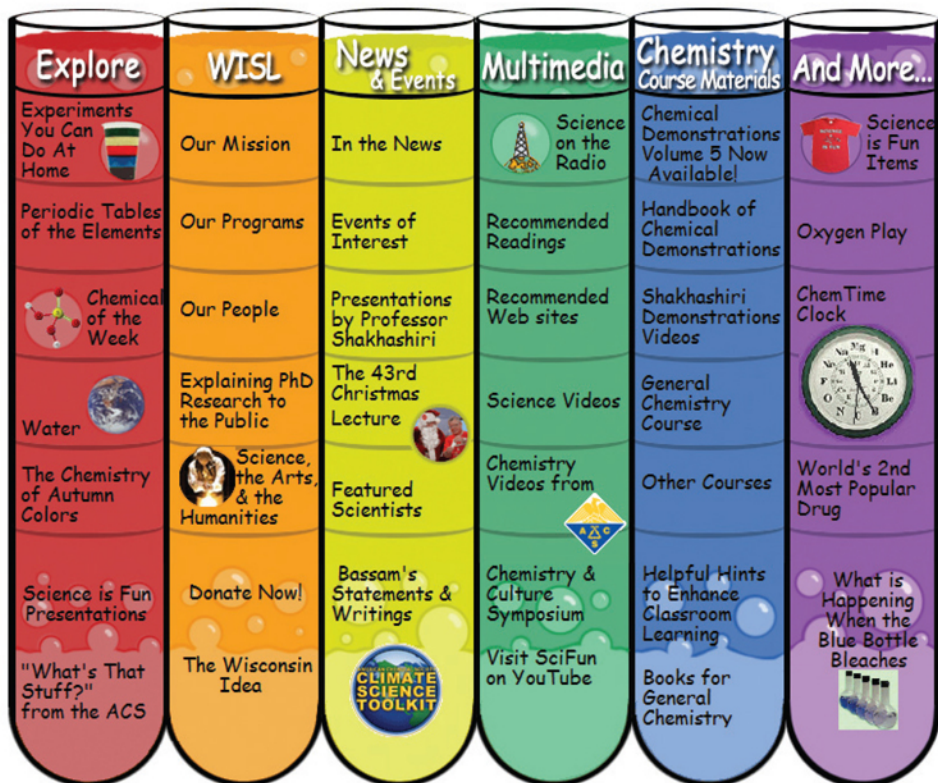 Explore
Experiments
You Can
Do At
Home
Periodic Tables
of the Elements
Chemical
of the
Week
Water
The Chemistry
of Autumn
Colors
Science is Fun
Presentations
"What's That
Stuff?"
from the ACS
WISL
Our Mission
Our Programs
Our People
Explaining PhD
Research to
the Public
Science,
the Arts,
& the
Humanities
Donate Now!
The Wisconsin
Idea
News
& Events
In the News
Events of
Interest
Presentations
by Professor
Shakhashiri
The 43rd
Christmas
Lecture
Featured
Scientists
Bassam's
Statements &
Writings
CLIMATE
SCIENCE
TOOLKIT
Multimedia
Science
on the
Radio
Recommended
Readings
Recommended
Web sites
Science Videos
Chemistry
Videos from
A C
S
Chemistry &
Culture
Symposium
Visit SciFun
on YouTube
Chemistry
Course Materials
Chemical
Demonstrations
Volume 5 Now
Available!
Handbook of
Chemical
Demonstrations
Shakhashiri
Demonstrations
Videos
General
Chemistry
Course
Other Courses
Helpful Hints
to Enhance
Classroom
Learning
Books for
General
Chemistry
And More...
Science
is Fun
Items
Oxygen Play
ChemTime
Clock
Mg
Na
Ne
F
O
N
He
Li
Be
World's 2nd
Most Popular
Drug
What is
Happening
When the
Blue Bottle
Bleaches